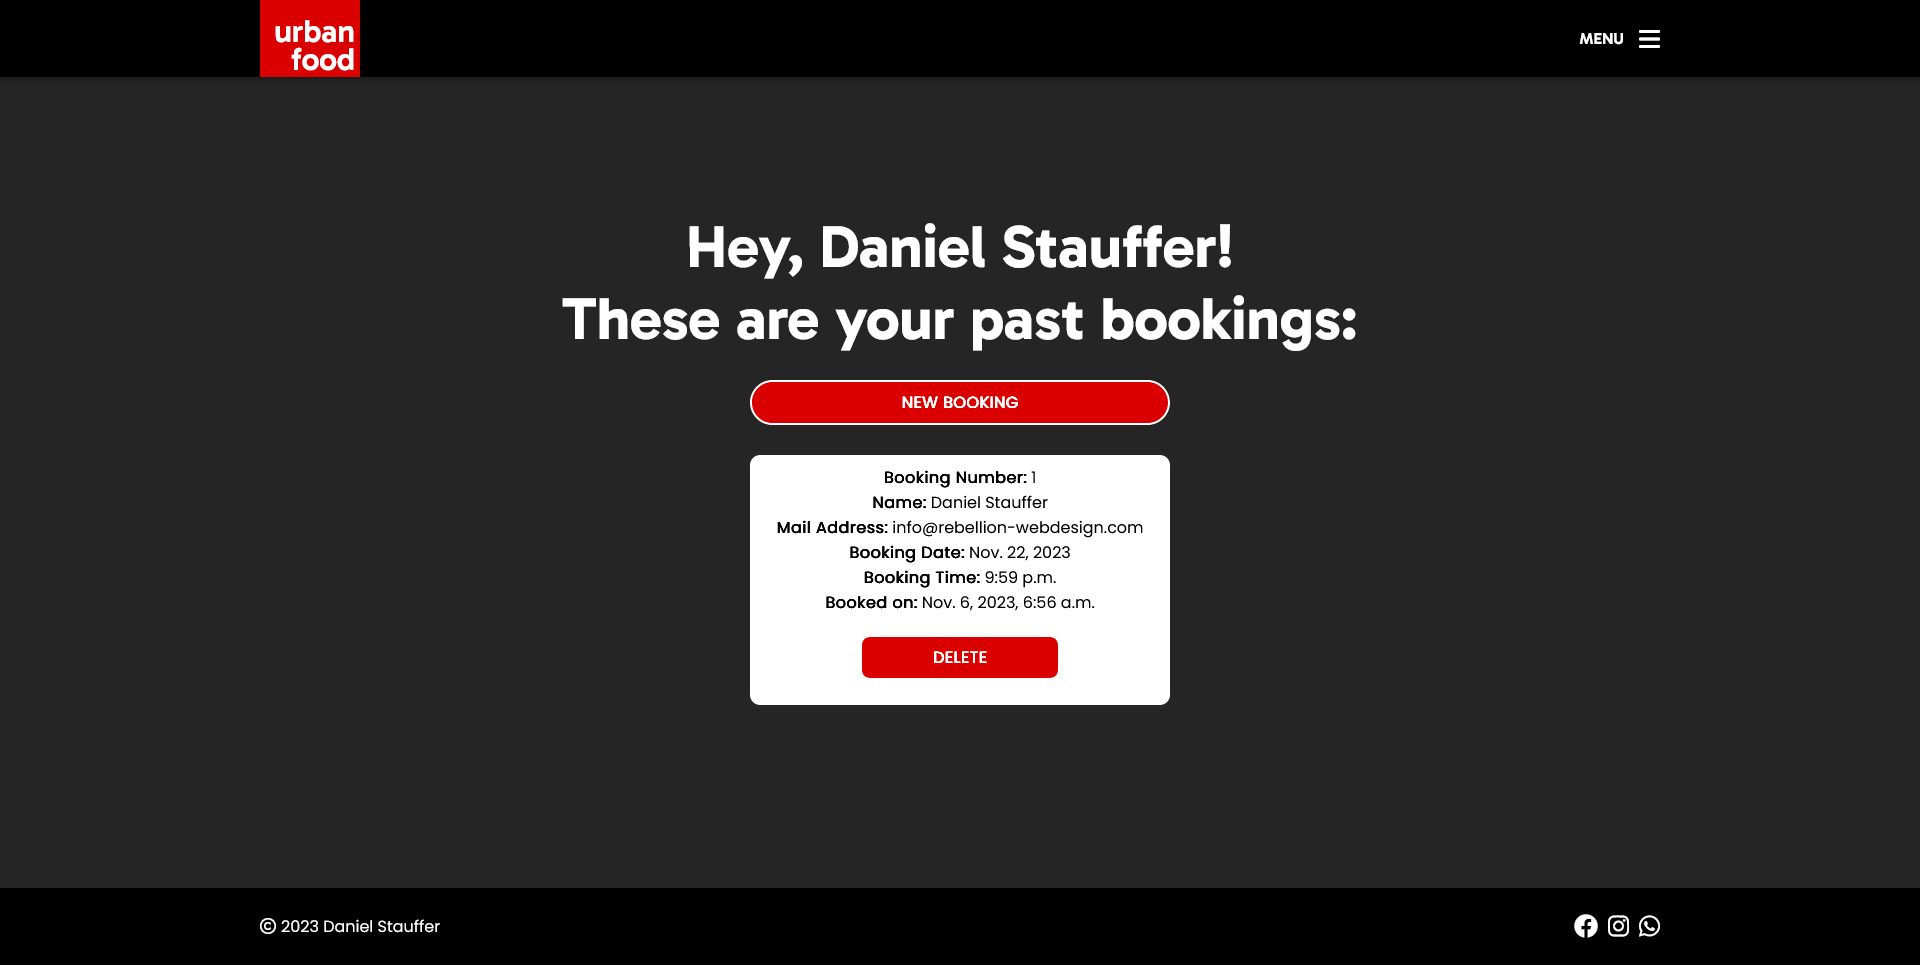 urban
food
MENU
Hey, Daniel Stauffer!
These are your past bookings:
NEW BOOKING
Booking Number: 1
Name: Daniel Stauffer
Mail Address: info@rebellion-webdesign.com
Booking Date: Nov. 22, 2023
Booking Time: 9:59 p.m.
Booked on: Nov. 6, 2023, 6:56 a.m.
DELETE
© 2023 Daniel Stauffer